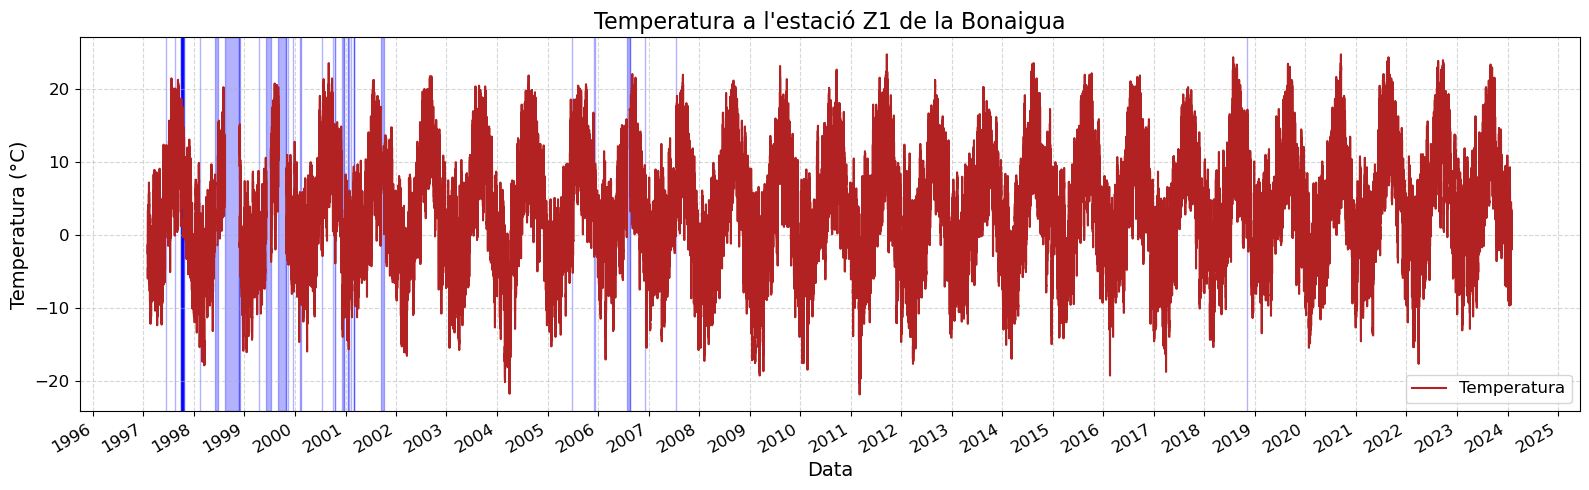 Temperatura a l'estació Z1 de la Bonaigua
Temperatura (°C)
20
10
0
−10
−20
Temperatura
1996 1997 1998 1999 2000 2001 2002 2003 2004 2005 2006 2007 2008 2009 2010 2011 2012 2013 2014 2015 2016 2017 2018 2019 2020 2021 2022 2023 2024 2025
Data